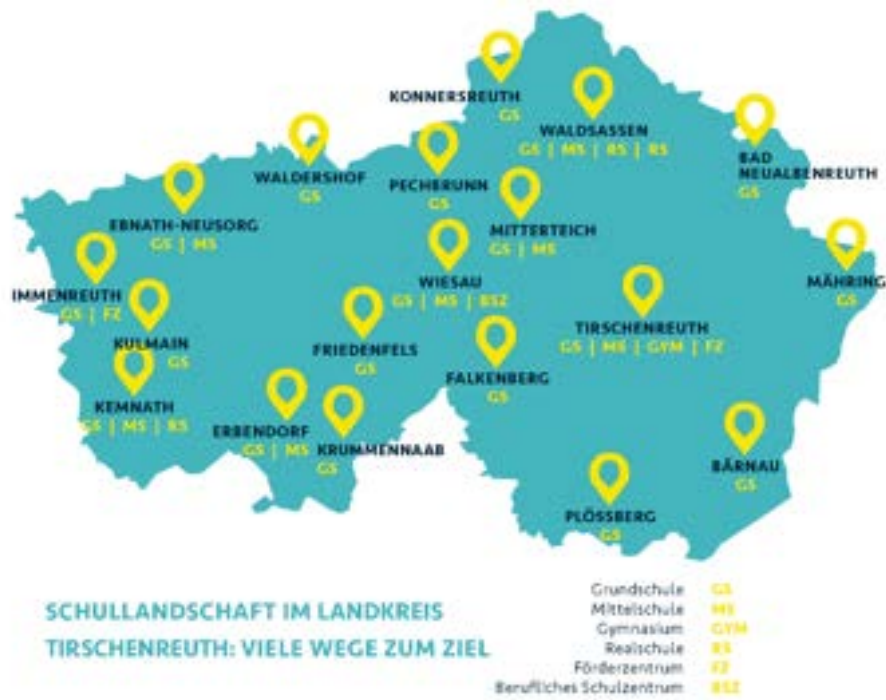 KONNERSREUTH
GS
WALDSASSEN
GS | MS | RS | RS
BAD
NEUALBENREUTH
GS
WALDERSHOF
GS
PECHBRUNN
GS
EBNATH-NEUSORG
GS | MS
MITTERTEICH
GS | MS
IMMENREUTH
GS | FZ
WIESAU
GS | MS | BSZ
MÄHRING
GS
KULMAIN
GS
FRIEDENFELS
GS
TIRSCHENREUTH
GS | MS | GYM | FZ
FALKENBERG
GS
KEMNATH
GS | MS | RS
ERBENDORF
GS | MS
KRUMMENNAAB
GS
BÄRNAU
GS
PLÖSSBERG
GS
SCHULLANDSCHAFT IM LANDKREIS
TIRSCHENREUTH: VIELE WEGE ZUM ZIEL
Grundschule GS
Mittelschule MS
Gymnasium GYM
Realschule RS
Förderzentrum FZ
Berufliches Schulzentrum BSZ